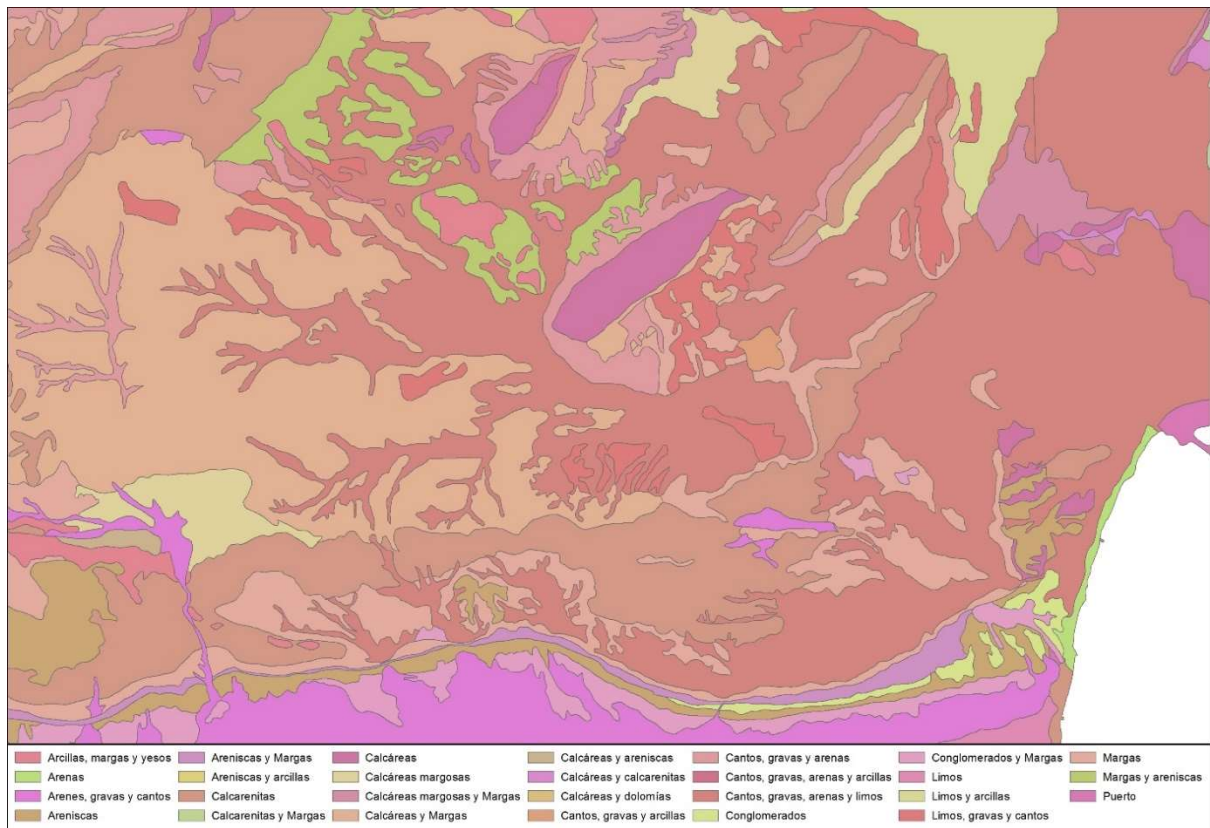 Arcillas, margas y yesos
Arenas
Arenes, gravas y cantos
Areniscas
Areniscas y Margas
Areniscas y arcillas
Calcarenitas
Calcarenitas y Margas
Calcáreas
Calcáreas margosas
Calcáreas margosas y Margas
Calcáreas y Margas
Calcáreas y areniscas
Calcáreas y calcarenitas
Calcáreas y dolomías
Cantos, gravas y arcillas
Cantos, gravas y arenas
Cantos, gravas, arenas y arcillas
Cantos, gravas, arenas y limos
Conglomerados
Conglomerados y Margas
Limos
Limos y arcillas
Limos, gravas y cantos
Margas
Margas y areniscas
Puerto